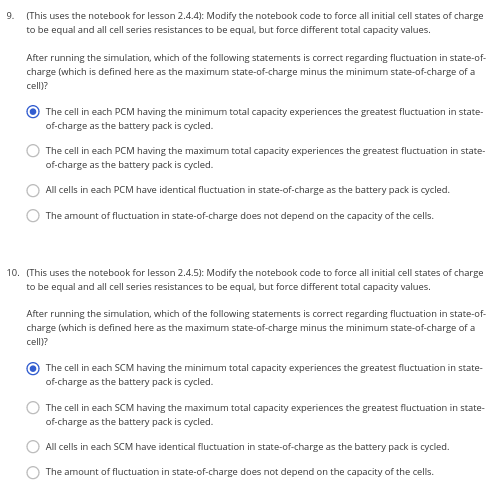 9. (This uses the notebook for lesson 2.4.4): Modify the notebook code to force all initial cell states of charge
to be equal and all cell series resistances to be equal, but force different total capacity values.
After running the simulation, which of the following statements is correct regarding fluctuation in state-of-
charge (which is defined here as the maximum state-of-charge minus the minimum state-of-charge of a
cell)?
The cell in each PCM having the minimum total capacity experiences the greatest fluctuation in state-
of-charge as the battery pack is cycled.
The cell in each PCM having the maximum total capacity experiences the greatest fluctuation in state-
of-charge as the battery pack is cycled.
All cells in each PCM have identical fluctuation in state-of-charge as the battery pack is cycled.
The amount of fluctuation in state-of-charge does not depend on the capacity of the cells.
10. (This uses the notebook for lesson 2.4.5): Modify the notebook code to force all initial cell states of charge
to be equal and all cell series resistances to be equal, but force different total capacity values.
After running the simulation, which of the following statements is correct regarding fluctuation in state-of-
charge (which is defined here as the maximum state-of-charge minus the minimum state-of-charge of a
cell)?
The cell in each SCM having the minimum total capacity experiences the greatest fluctuation in state-
of-charge as the battery pack is cycled.
The cell in each SCM having the maximum total capacity experiences the greatest fluctuation in state-
of-charge as the battery pack is cycled.
All cells in each SCM have identical fluctuation in state-of-charge as the battery pack is cycled.
The amount of fluctuation in state-of-charge does not depend on the capacity of the cells.